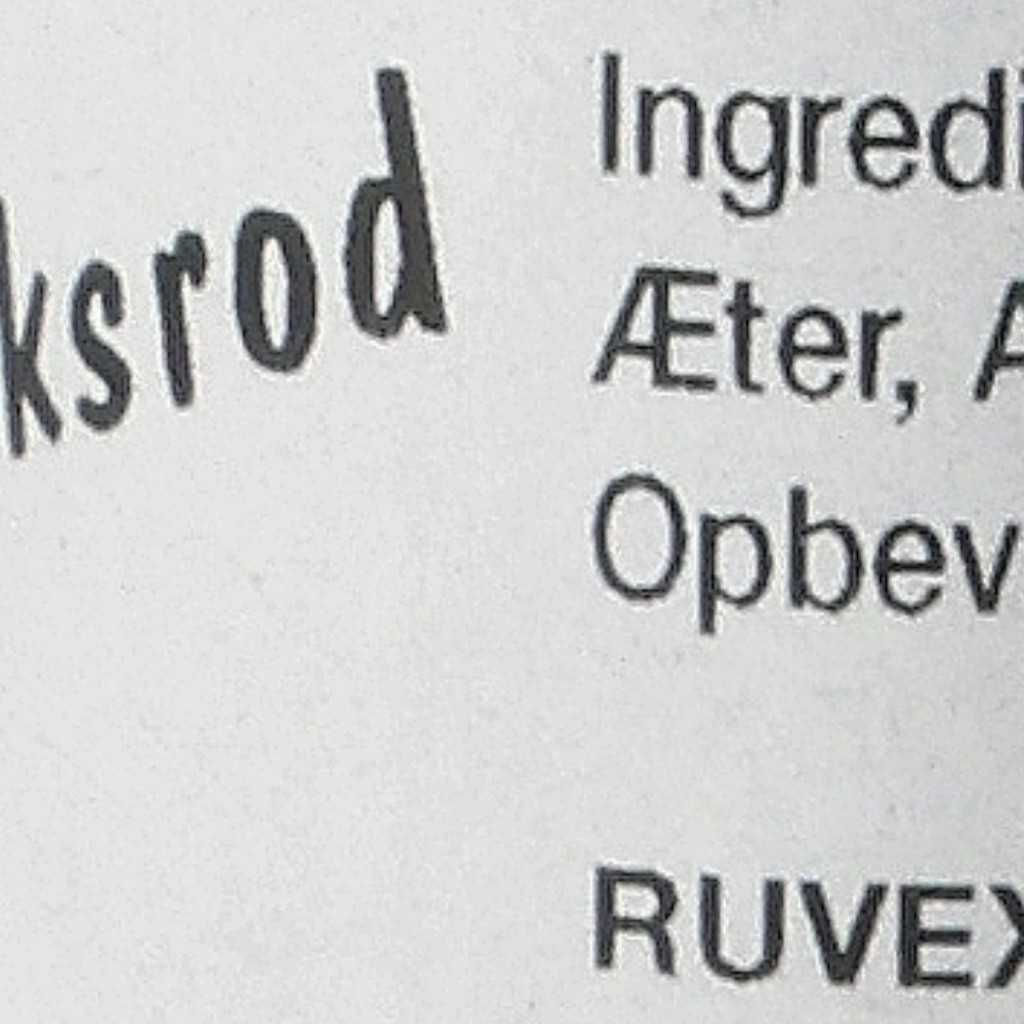 ksrod
Ingredi
Æter, A
Opbev
RUVEX